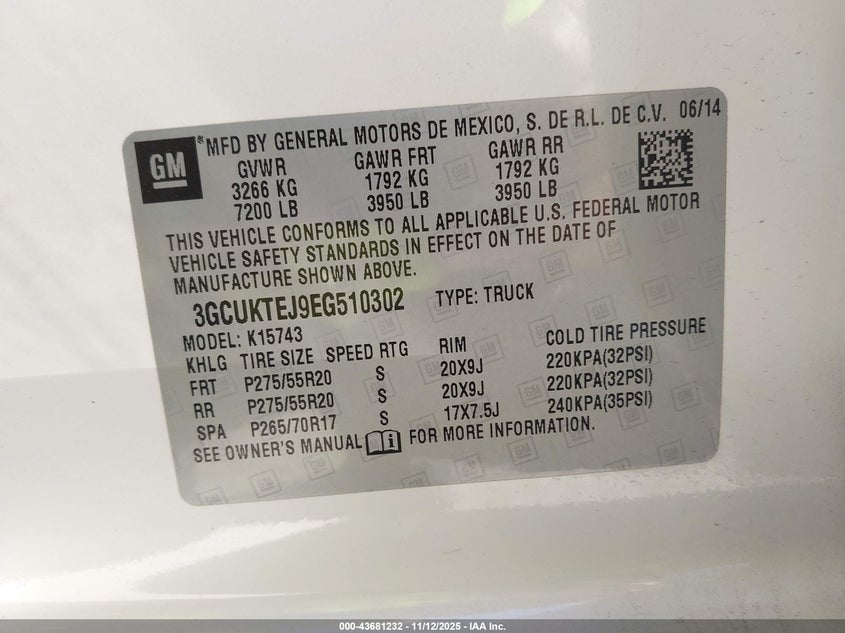 GM
*MFD BY GENERAL MOTORS DE MEXICO, S. DE R.L. DE C.V. 06/14
GVWR GAWR FRT GAWR RR
3266 KG 1792 KG 1792 KG
7200 LB 3950 LB 3950 LB
THIS VEHICLE CONFORMS TO ALL APPLICABLE U.S. FEDERAL MOTOR
VEHICLE SAFETY STANDARDS IN EFFECT ON THE DATE OF
MANUFACTURE SHOWN ABOVE.
3GCUKTEJ9EG510302 TYPE: TRUCK
MODEL: K15743
KHLG TIRE SIZE SPEED RTG RIM COLD TIRE PRESSURE
FRT P275/55R20 S 20X9J 220KPA(32PSI)
RR P275/55R20 S 20X9J 220KPA(32PSI)
SPA P265/70R17 S 17X7.5J 240KPA(35PSI)
SEE OWNER'S MANUAL FOR MORE INFORMATION.
000-43681232 - 11/12/2025 - IAA Inc.